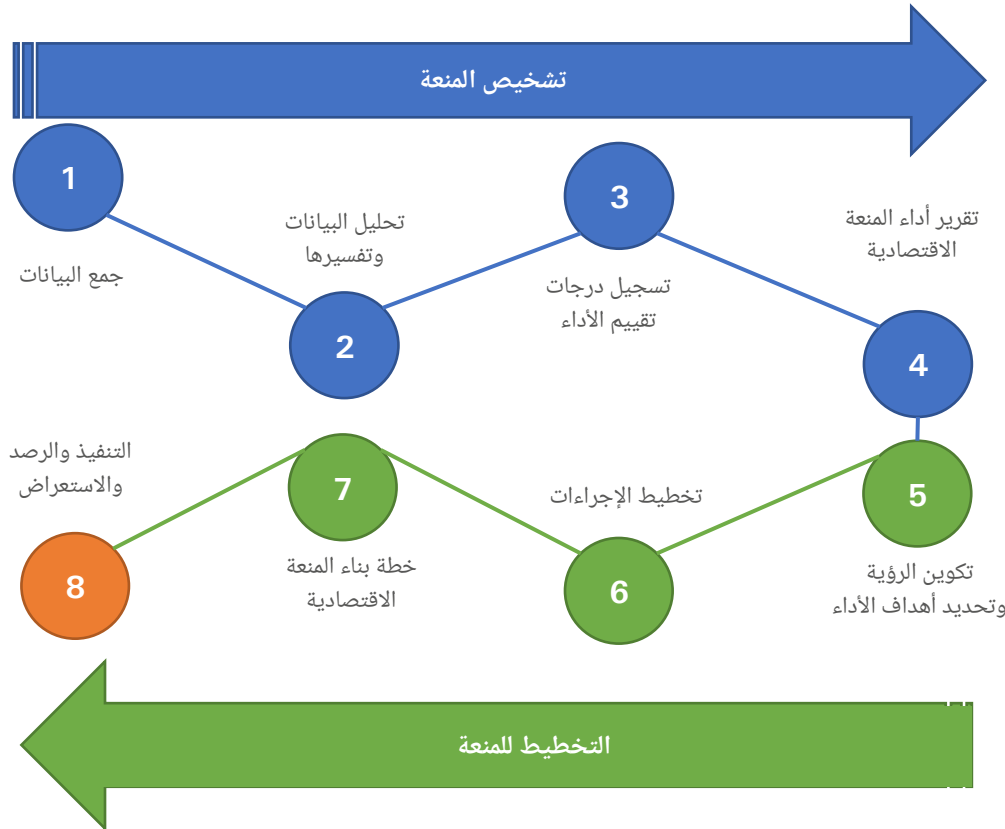 تشخيص المنعة
1
جمع البيانات
2
تحليل البيانات
وتفسيرها
3
تسجيل درجات
تقييم الأداء
4
تقرير أداء المنعة
الاقتصادية
5
تكوين الرؤية
وتحديد أهداف الأداء
6
تخطيط الإجراءات
7
خطة بناء المنعة
الاقتصادية
8
التنفيذ والرصد
والاستعراض
التخطيط للمنعة